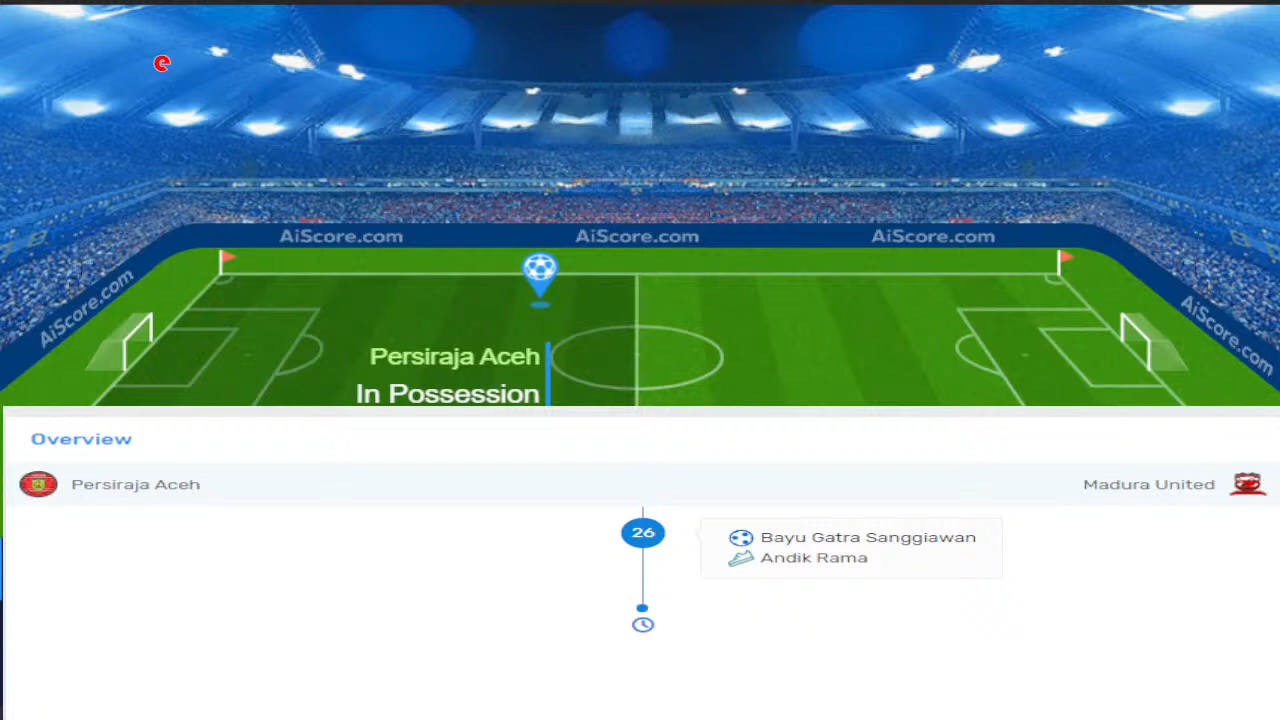 e
AiScore.com AiScore.com AiScore.com
AiScore.com AiScore.com
Persiraja Aceh
In Possession
Overview
Persiraja Aceh Madura United
26 Bayu Gatra Sanggiawan
Andik Rama